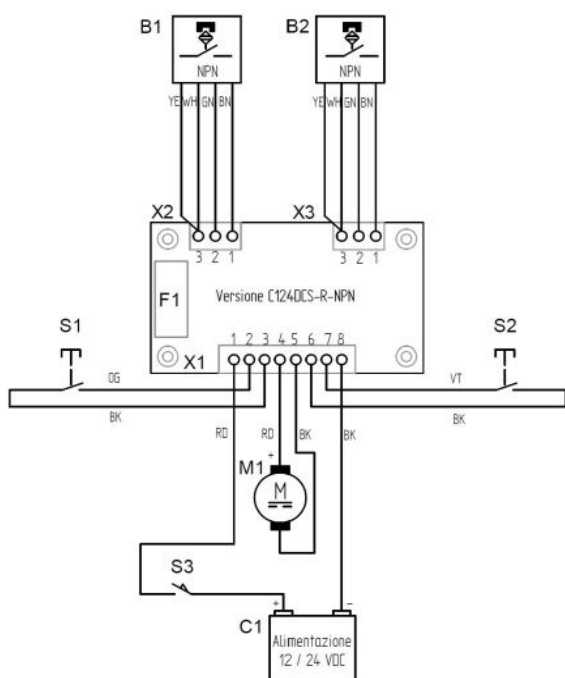 B1
B2
NPN
NPN
YE WH GN BN
YE WH GN BN
X2
X3
3 2 1
3 2 1
F1
Versione C124DCS-R-NPN
S1
S2
X1
1 2 3 4 5 6 7 8
OG
VT
BK
BK
RD
RD
BK
BK
+
M1
M
S3
+
-
C1
Alimentazione
12 / 24 VDC